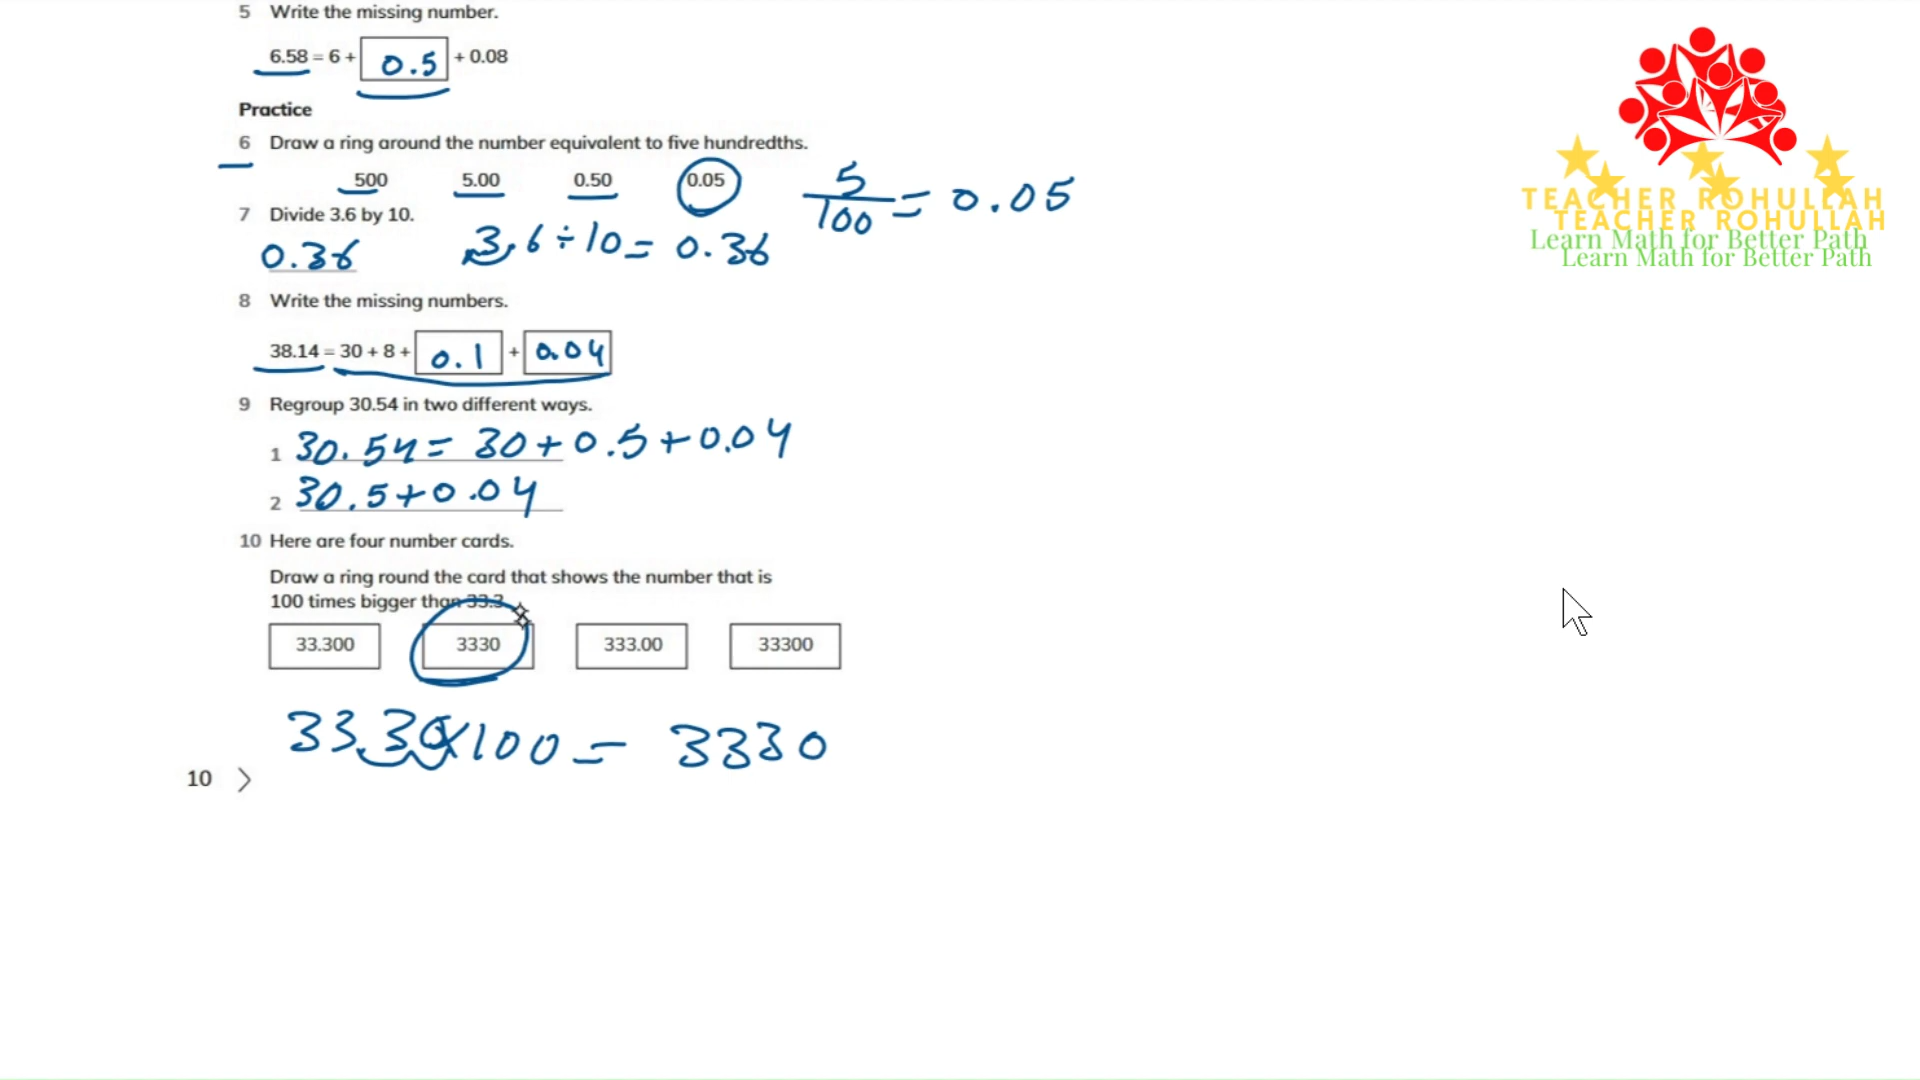 5 Write the missing number.
6.58 = 6 + 0.5 + 0.08
Practice
6 Draw a ring around the number equivalent to five hundredths.
500 5.00 0.50 0.05 5/100 = 0.05
7 Divide 3.6 by 10.
0.36 3.6 ÷ 10 = 0.36
8 Write the missing numbers.
38.14 = 30 + 8 + 0.1 + 0.04
9 Regroup 30.54 in two different ways.
1 30.54 = 30 + 0.5 + 0.04
2 30.5 + 0.04
10 Here are four number cards.
Draw a ring round the card that shows the number that is
100 times bigger than 33.3
33.300 3330 333.00 33300
33.30 × 100 = 3330
10
TEACHER ROHULLAH
TEACHER ROHULLAH
Learn Math for Better Path
Learn Math for Better Path